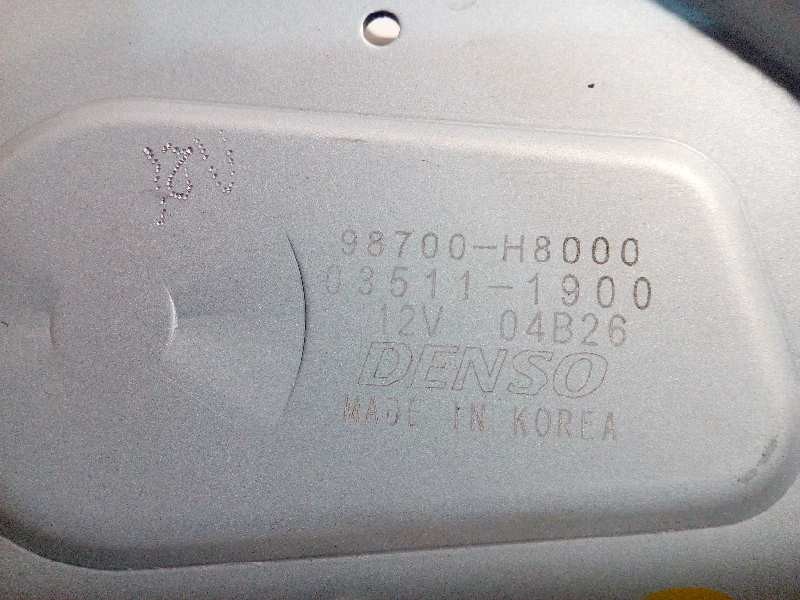 98700-H8000
03511-1900
12V 04B26
DENSO
MADE IN KOREA